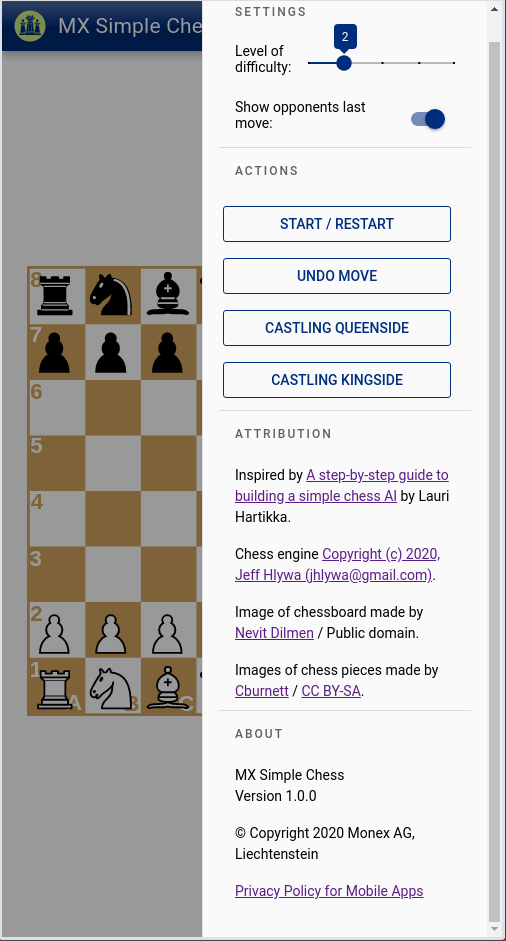 MX Simple Che
SETTINGS
2
Level of
difficulty:
Show opponents last
move:
ACTIONS
START / RESTART
UNDO MOVE
CASTLING QUEENSIDE
CASTLING KINGSIDE
ATTRIBUTION
Inspired by A step-by-step guide to
building a simple chess AI by Lauri
Hartikka.
Chess engine Copyright (c) 2020,
Jeff Hlywa (jhlywa@gmail.com).
Image of chessboard made by
Nevit Dilmen / Public domain.
Images of chess pieces made by
Cburnett / CC BY-SA.
ABOUT
MX Simple Chess
Version 1.0.0
© Copyright 2020 Monex AG,
Liechtenstein
Privacy Policy for Mobile Apps
8
7
6
5
4
3
2
1
A B C